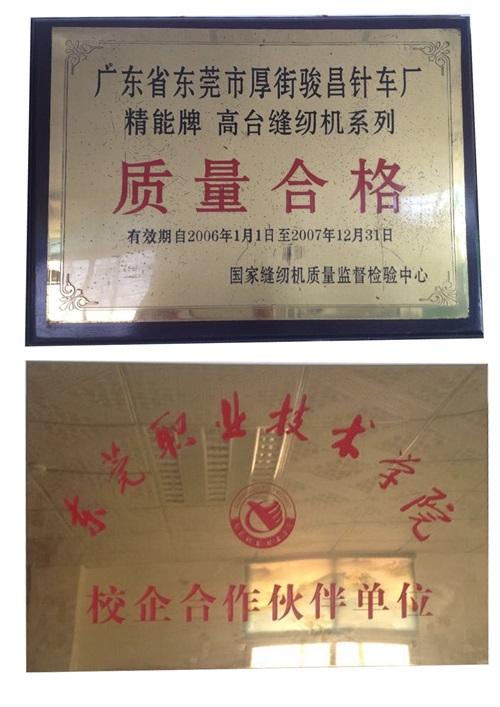 广东省东莞市厚街骏昌针车厂
精能牌 高台缝纫机系列
质量合格
有效期自2006年1月1日至2007年12月31日
国家缝纫机质量监督检验中心
东莞职业技术学院
校企合作伙伴单位